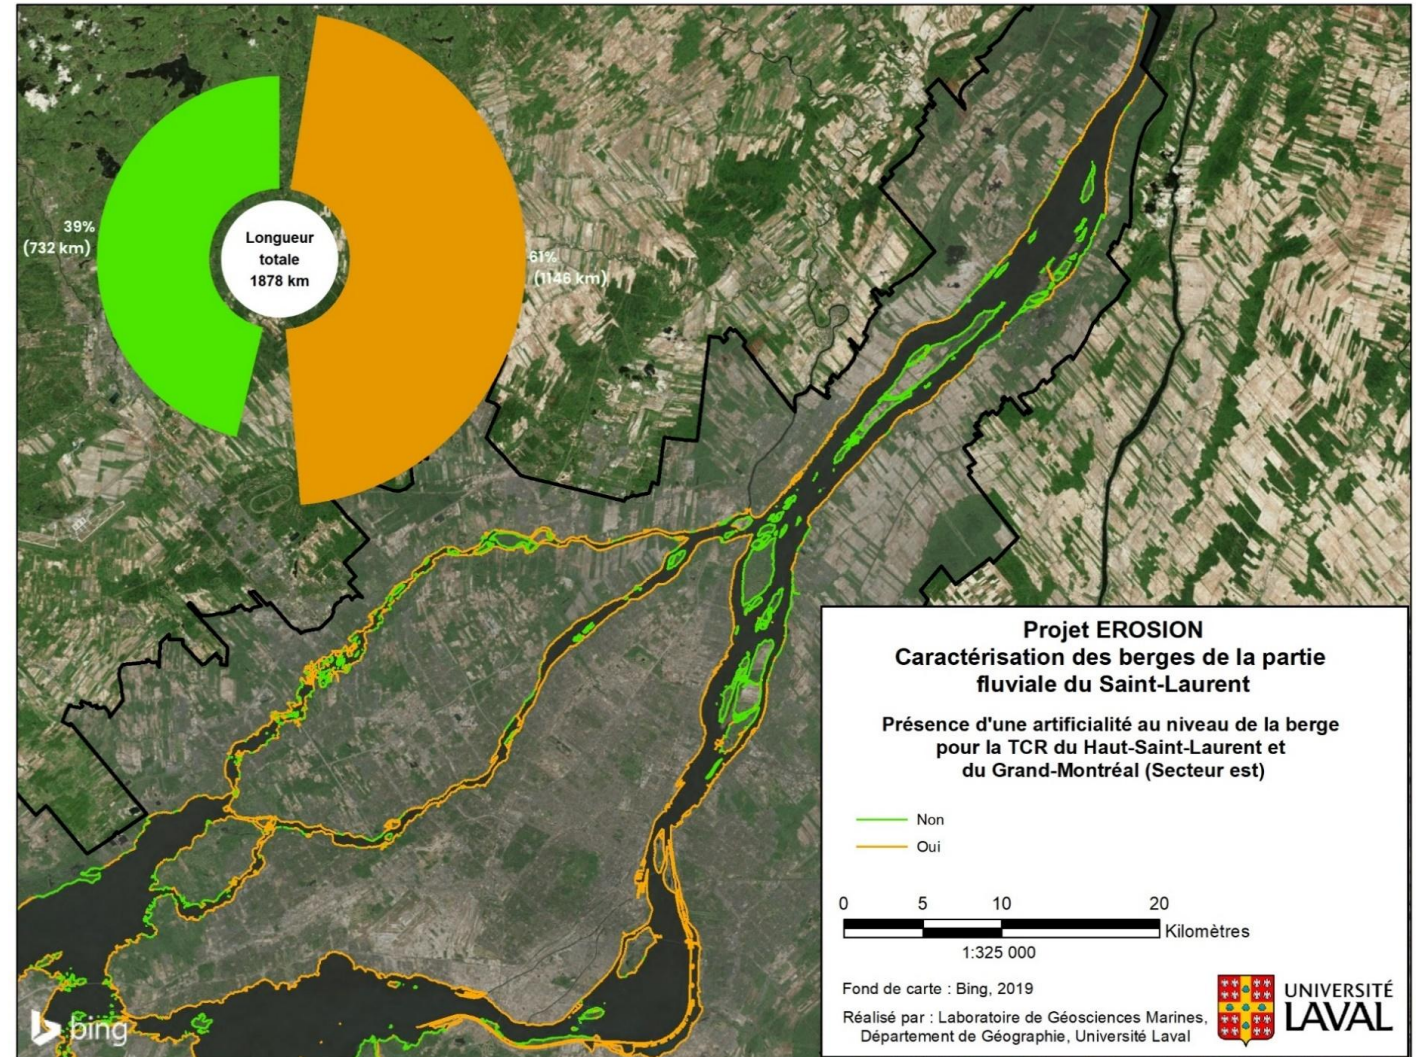 39%
(732 km)
Longueur
totale
1878 km
61%
(1146 km)
Projet EROSION
Caractérisation des berges de la partie
fluviale du Saint-Laurent
Présence d'une artificialité au niveau de la berge
pour la TCR du Haut-Saint-Laurent et
du Grand-Montréal (Secteur est)
Non
Oui
0 5 10 20
Kilomètres
1:325 000
Fond de carte : Bing, 2019
Réalisé par : Laboratoire de Géosciences Marines,
Département de Géographie, Université Laval
UNIVERSITÉ
LAVAL
bing